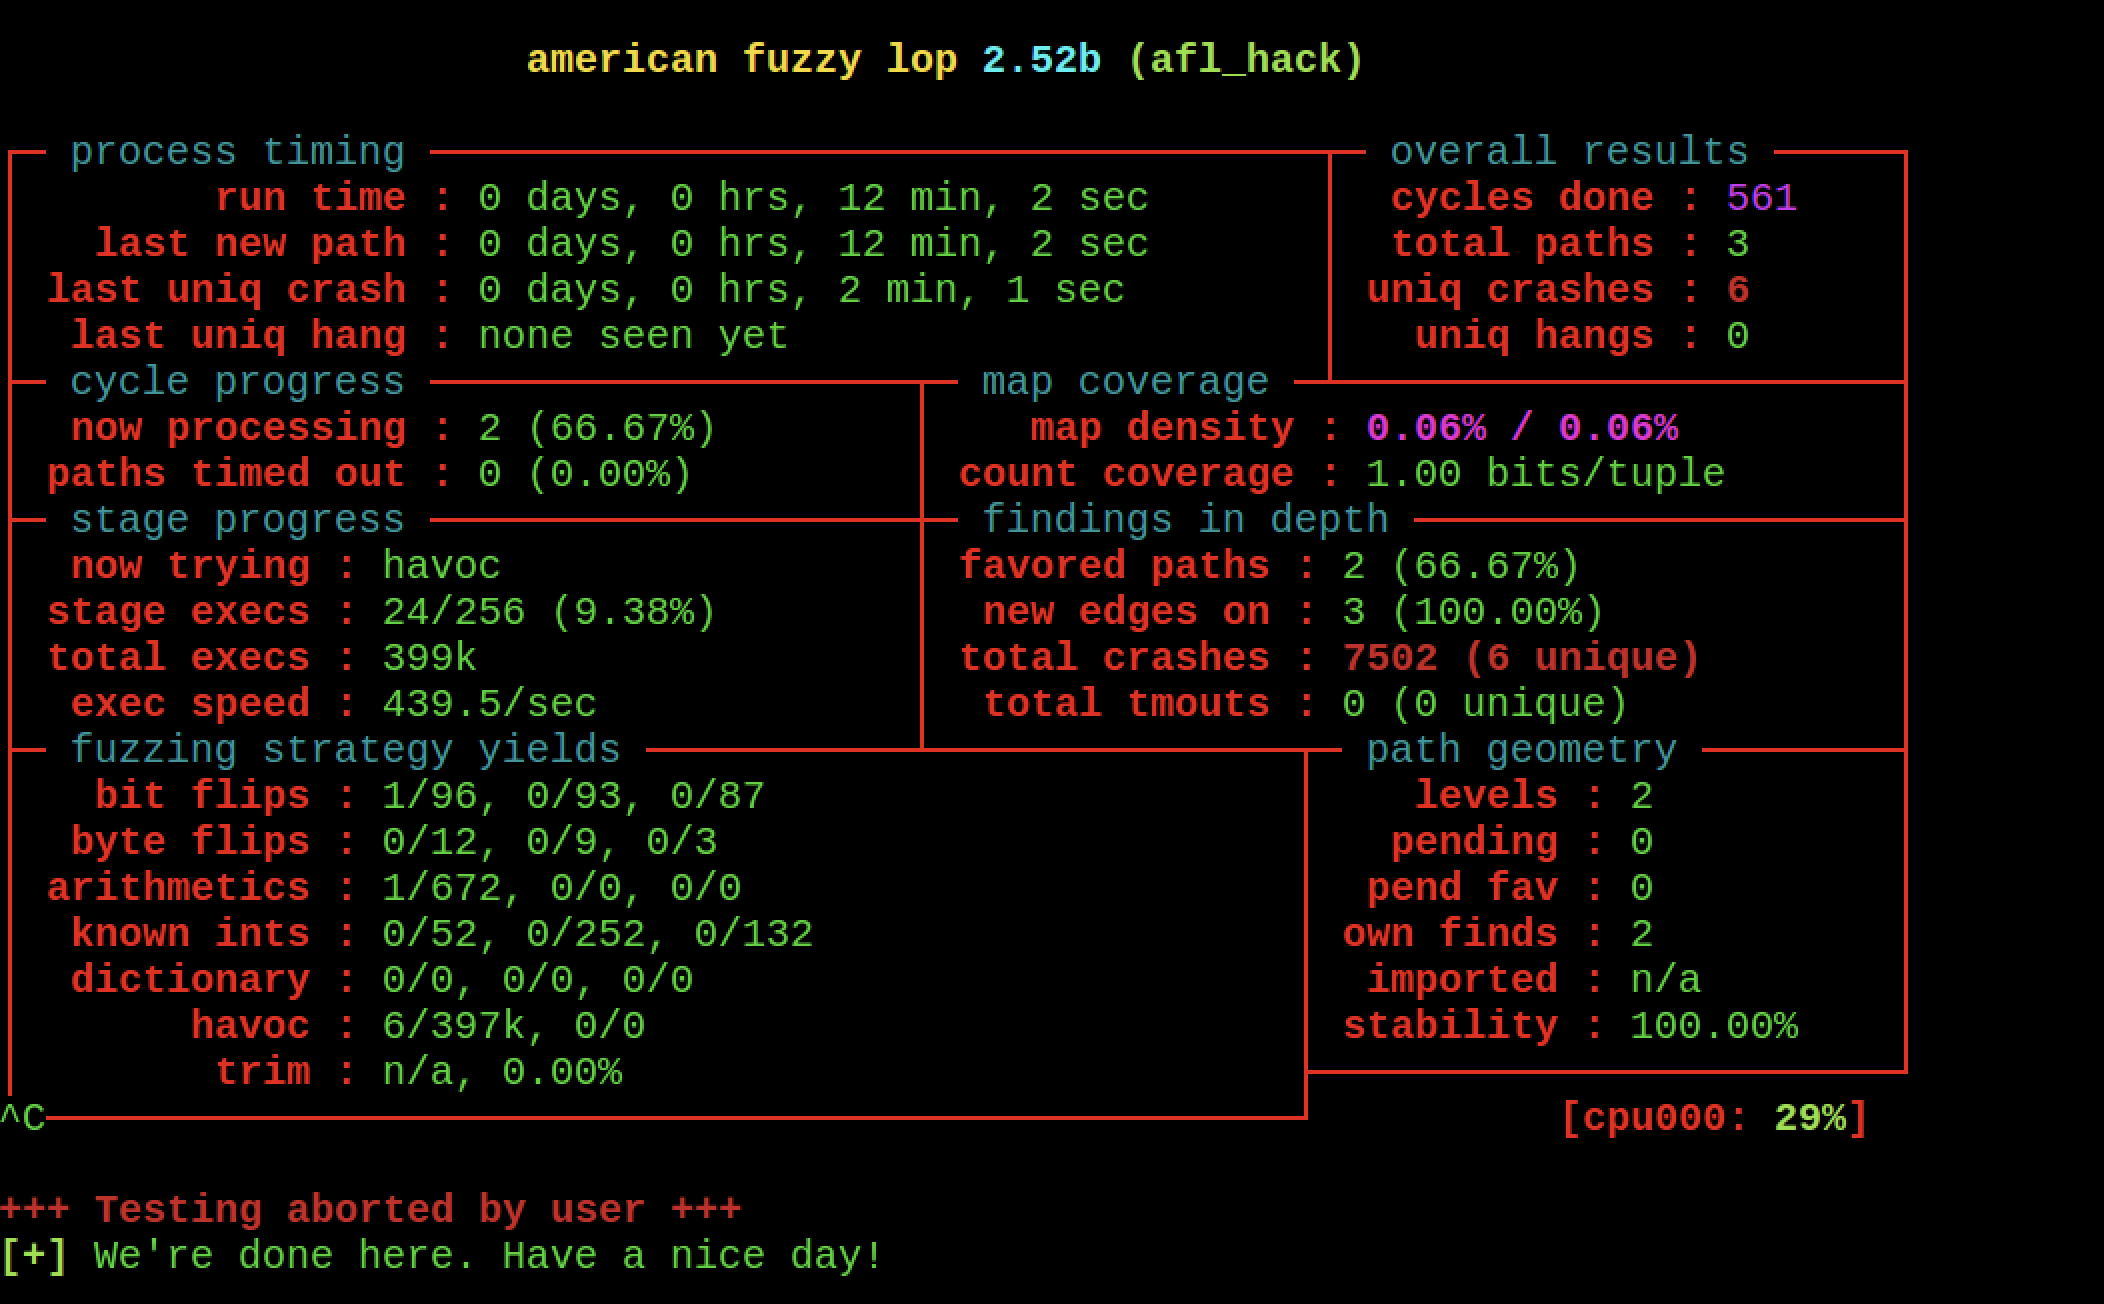 american fuzzy lop 2.52b (afl_hack)
process timing overall results
run time : 0 days, 0 hrs, 12 min, 2 sec cycles done : 561
last new path : 0 days, 0 hrs, 12 min, 2 sec total paths : 3
last uniq crash : 0 days, 0 hrs, 2 min, 1 sec uniq crashes : 6
last uniq hang : none seen yet uniq hangs : 0
cycle progress map coverage
now processing : 2 (66.67%) map density : 0.06% / 0.06%
paths timed out : 0 (0.00%) count coverage : 1.00 bits/tuple
stage progress findings in depth
now trying : havoc favored paths : 2 (66.67%)
stage execs : 24/256 (9.38%) new edges on : 3 (100.00%)
total execs : 399k total crashes : 7502 (6 unique)
exec speed : 439.5/sec total tmouts : 0 (0 unique)
fuzzing strategy yields path geometry
bit flips : 1/96, 0/93, 0/87 levels : 2
byte flips : 0/12, 0/9, 0/3 pending : 0
arithmetics : 1/672, 0/0, 0/0 pend fav : 0
known ints : 0/52, 0/252, 0/132 own finds : 2
dictionary : 0/0, 0/0, 0/0 imported : n/a
havoc : 6/397k, 0/0 stability : 100.00%
trim : n/a, 0.00%
^C [cpu000: 29%]
+++ Testing aborted by user +++
[+] We're done here. Have a nice day!